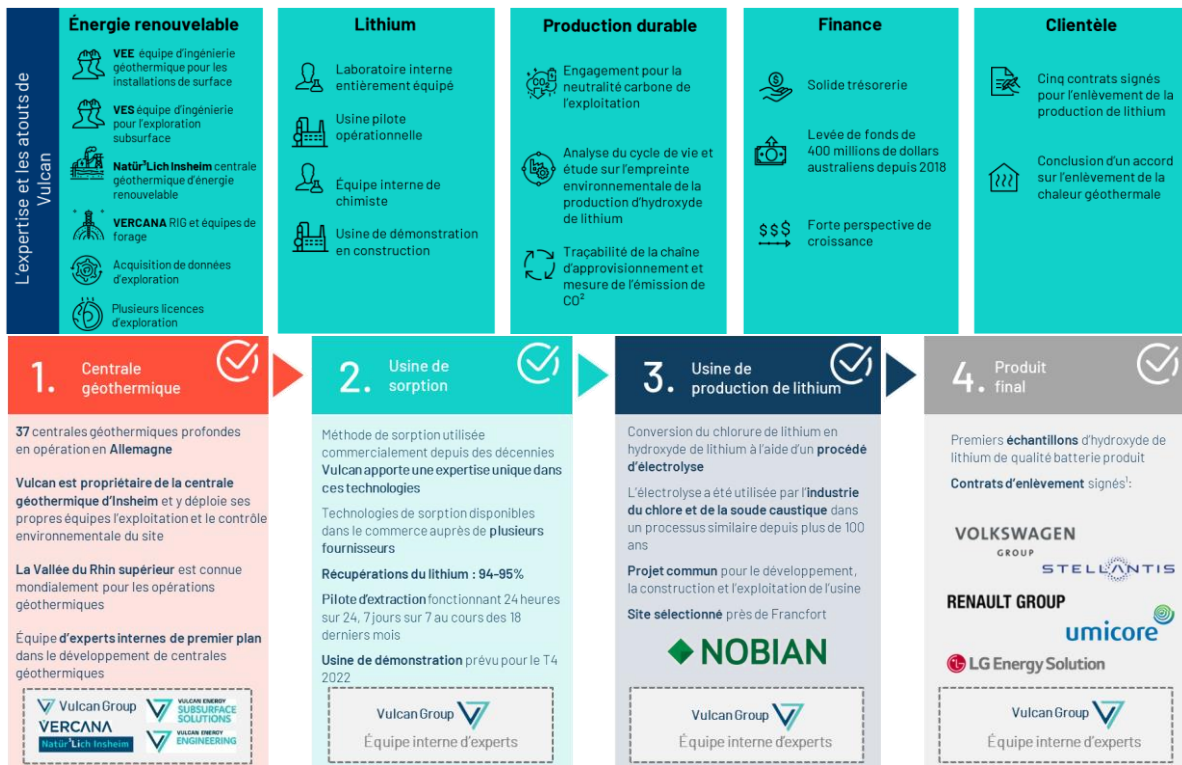 L'expertise et les atouts de
Vulcan
Énergie renouvelable
VEE équipe d'ingénierie
géothermique pour les
installations de surface
VES équipe d'ingénierie
pour l'exploration
subsurface
Natür³Lich Insheim centrale
géothermique d'énergie
renouvelable
VERCANA RIG et équipes de
forage
Acquisition de données
d'exploration
Plusieurs licences
d'exploration
Lithium
Laboratoire interne
entièrement équipé
Usine pilote
opérationnelle
Équipe interne de
chimiste
Usine de démonstration
en construction
Production durable
CO2
Engagement pour la
neutralité carbone de
l'exploitation
Analyse du cycle de vie et
étude sur l'empreinte
environnementale de la
production d'hydroxyde
de lithium
Traçabilité de la chaîne
d'approvisionnement et
mesure de l'émission de
CO²
Finance
Solide trésorerie
Levée de fonds de
400 millions de dollars
australiens depuis 2018
$$$
Forte perspective de
croissance
Clientèle
Cinq contrats signés
pour l'enlèvement de la
production de lithium
Conclusion d'un accord
sur l'enlèvement de la
chaleur géothermale
1. Centrale
géothermique
37 centrales géothermiques profondes
en opération en Allemagne
Vulcan est propriétaire de la centrale
géothermique d'Insheim et y déploie ses
propres équipes l'exploitation et le contrôle
environnementale du site
La Vallée du Rhin supérieur est connue
mondialement pour les opérations
géothermiques
Équipe d'experts internes de premier plan
dans le développement de centrales
géothermiques
Vulcan Group
VERCANA
Natür³Lich Insheim
VULCAN ENERGY
SUBSURFACE
SOLUTIONS
VULCAN ENERGY
ENGINEERING
2. Usine de
sorption
Méthode de sorption utilisée
commercialement depuis des décennies
Vulcan apporte une expertise unique dans
ces technologies
Technologies de sorption disponibles
dans le commerce auprès de plusieurs
fournisseurs
Récupérations du lithium : 94-95%
Pilote d'extraction fonctionnant 24 heures
sur 24, 7 jours sur 7 au cours des 18
derniers mois
Usine de démonstration prévu pour le T4
2022
Vulcan Group
Équipe interne d'experts
3. Usine de
production de lithium
Conversion du chlorure de lithium en
hydroxyde de lithium à l'aide d'un procédé
d'électrolyse
L'électrolyse a été utilisée par l'industrie
du chlore et de la soude caustique dans
un processus similaire depuis plus de 100
ans
Projet commun pour le développement,
la construction et l'exploitation de l'usine
Site sélectionné près de Francfort
NOBIAN
Vulcan Group
Équipe interne d'experts
4. Produit
final
Premiers échantillons d'hydroxyde de
lithium de qualité batterie produit
Contrats d'enlèvement signés¹:
VOLKSWAGEN
GROUP
STELLANTIS
RENAULT GROUP
umicore
LG Energy Solution
Vulcan Group
Équipe interne d'experts